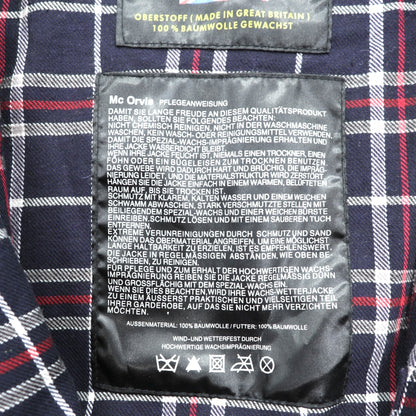 OBERSTOFF ( MADE IN GREAT BRITAIN )
100 % BAUMWOLLE GEWACHST
Mc Orvis PFLEGEANWEISUNG
DAMIT SIE LANGE FREUDE AN DIESEM QUALITÄTSPRODUKT
HABEN, SOLLTEN SIE FOLGENDES BEACHTEN:
NICHT CHEMISCH REINIGEN, NICHT IN DER WASCHMASCHINE
WASCHEN, KEIN WASCH- ODER REINIGUNGSMITTEL VERWENDEN,
DAMIT DIE SPEZIAL-WACHS-IMPRÄGNIERUNG ERHALTEN UND
IHRE JACKE WASSERDICHT BLEIBT.
WENN IHRE JACKE FEUCHT IST, NIEMALS EINEN TROCKNER, EINEN
FÖHN ODER EIN BÜGELEISEN ZUM TROCKNEN BENUTZEN.
DAS GEWEBE WIRD DADURCH HART UND BRÜCHIG, DIE IMPRÄG-
NIERUNG LEIDET, UND DIE MATERIALSTRUKTUR WIRD ZERSTÖRT.
HÄNGEN SIE DIE JACKE EINFACH IN EINEM WARMEN, BELÜFTETEN
RAUM AUF, BIS SIE TROCKEN IST.
SCHMUTZ MIT KLAREM, KALTEN WASSER UND EINEM WEICHEN
SCHWAMM ABWASCHEN, STARK VERSCHMUTZTE STELLEN MIT
BEILIEGENDEM SPEZIAL-WACHS UND EINER WEICHEN BÜRSTE
EINREIBEN. SCHMUTZ LÖSEN UND MIT EINEM SAUBEREN TUCH
ENTFERNEN.
EXTREME VERUNREINIGUNGEN DURCH SCHMUTZ UND SAND
KÖNNEN DAS OBERMATERIAL ANGREIFEN. UM EINE MÖGLICHST
LANGE HALTBARKEIT ZU ERZIELEN, IST ES EMPFEHLENSWERT,
DIE JACKE IN REGELMÄSSIGEN ABSTÄNDEN, WIE OBEN BE-
SCHRIEBEN, ZU REINIGEN.
FÜR PFLEGE UND ZUM ERHALT DER HOCHWERTIGEN WACHS-
IMPRÄGNIERUNG REIBEN SIE DIE JACKE REGELMÄSSIG DÜNN
UND GROSSFLÄCHIG MIT DEM SPEZIAL-WACHS EIN.
WENN SIE DIES BEACHTEN, WIRD IHRE WACHS-WETTERJACKE
ZU EINEM ÄUSSERST PRAKTISCHEN UND VIELSEITIGEN TEIL
IHRER GARDEROBE, AUF DAS SIE NICHT MEHR VERZICHTEN
MÖCHTEN.
AUSSENMATERIAL: 100 % BAUMWOLLE / FUTTER: 100 % BAUMWOLLE
WIND- UND WETTERFEST DURCH
HOCHWERTIGE WACHSIMPRÄGNIERUNG